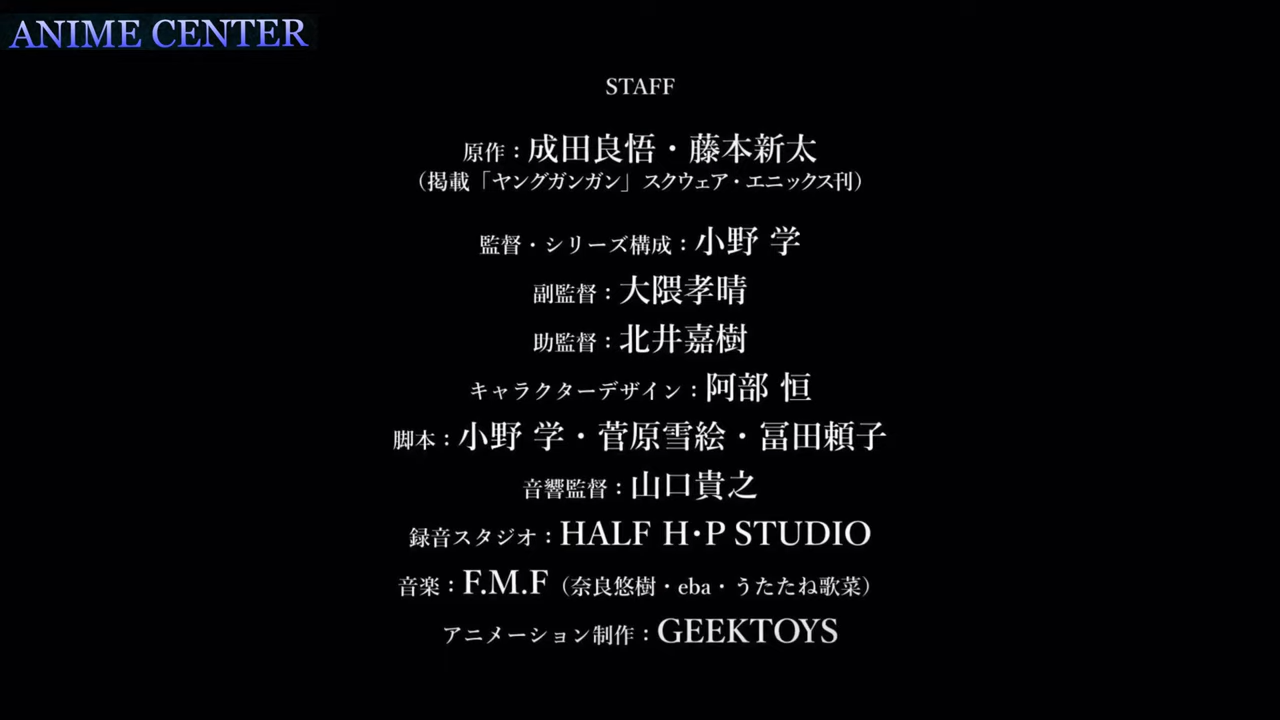 ANIME CENTER
STAFF
原作：成田良悟・藤本新太
（掲載「ヤングガンガン」スクウェア・エニックス刊）
監督・シリーズ構成：小野 学
副監督：大隈孝晴
助監督：北井嘉樹
キャラクターデザイン：阿部 恒
脚本：小野 学・菅原雪絵・冨田頼子
音響監督：山口貴之
録音スタジオ：HALF H・P STUDIO
音楽：F.M.F（奈良悠樹・eba・うたたね歌菜）
アニメーション制作：GEEKTOYS